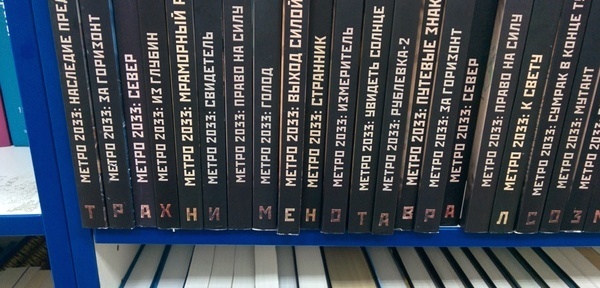 МЕТРО 2033: НАСЛЕДИЕ
МЕТРО 2033: ЗА ГОРИЗОНТ
МЕТРО 2033: СЕВЕР
МЕТРО 2033: ИЗ ГЛУБИН
МЕТРО 2033: МРАМОРНЫЙ
МЕТРО 2033: СВИДЕТЕЛЬ
МЕТРО 2033: ПРАВО НА СИЛУ
МЕТРО 2033: ГОЛОД
МЕТРО 2033: ВЫХОД СИЛОЙ
МЕТРО 2033: СТРАННИК
МЕТРО 2033: ИЗМЕРИТЕЛЬ
МЕТРО 2033: УВИДЕТЬ СОЛНЦЕ
МЕТРО 2033: РУБЛЕВКА-2
МЕТРО 2033: ПУТЕВЫЕ ЗНАК
МЕТРО 2033: ЗА ГОРИЗОНТ
МЕТРО 2033: СЕВЕР
МЕТРО 2033: ПРАВО НА СИЛУ
МЕТРО 2033: К СВЕТУ
МЕТРО 2033: СУМРАК В КОНЦЕ
МЕТРО 2033: МУТАНТ
МЕТРО
Т Р А Х Н И М Е Н О Т А В Р А Л С О З